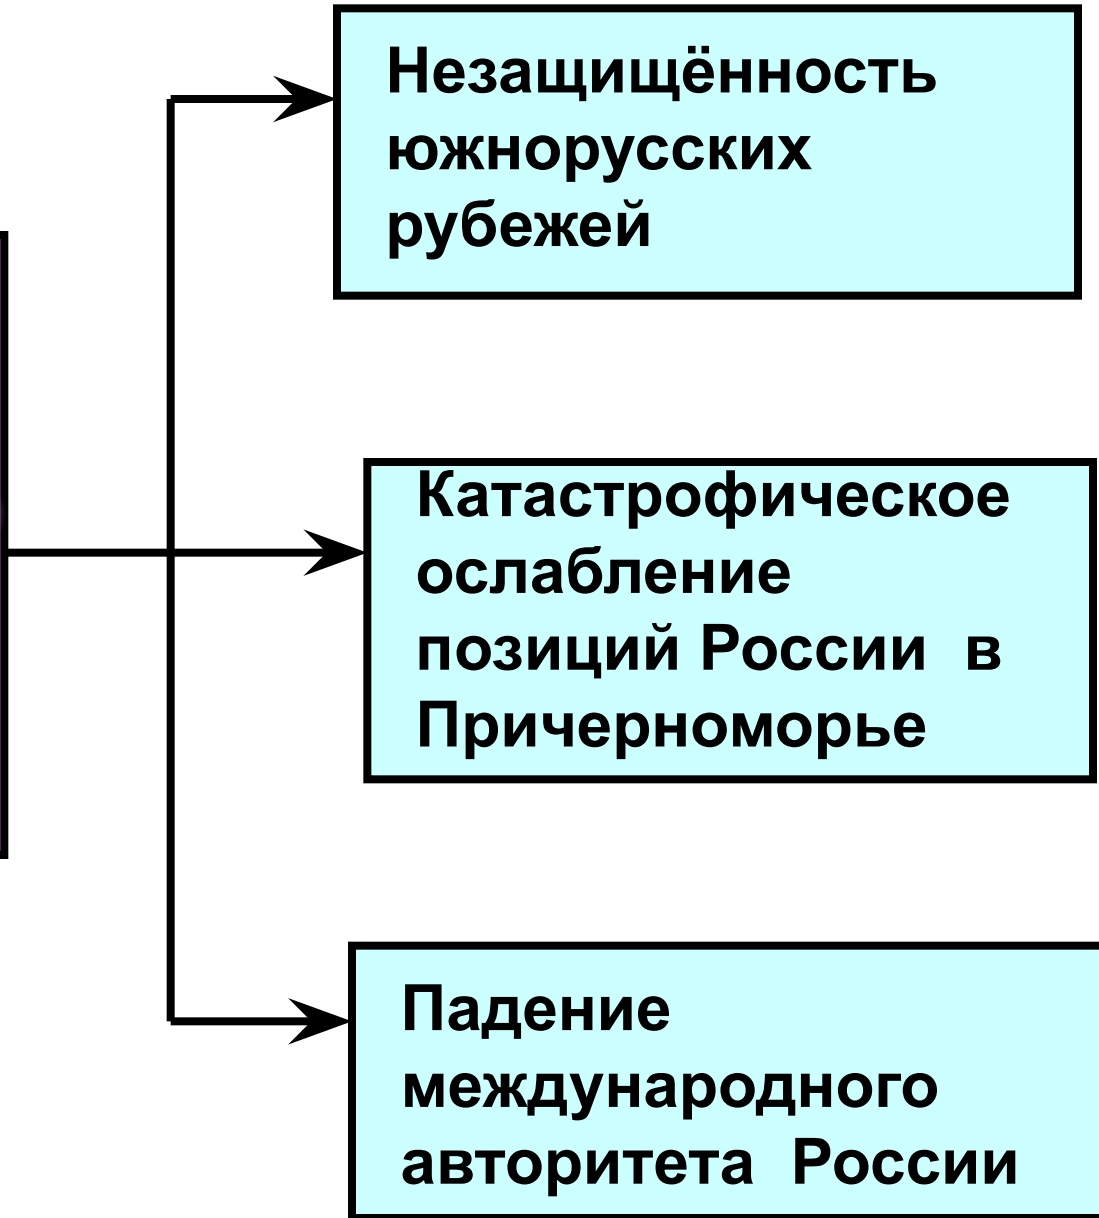 Незащищённость
южнорусских
рубежей
Катастрофическое
ослабление
позиций России в
Причерноморье
Падение
международного
авторитета России